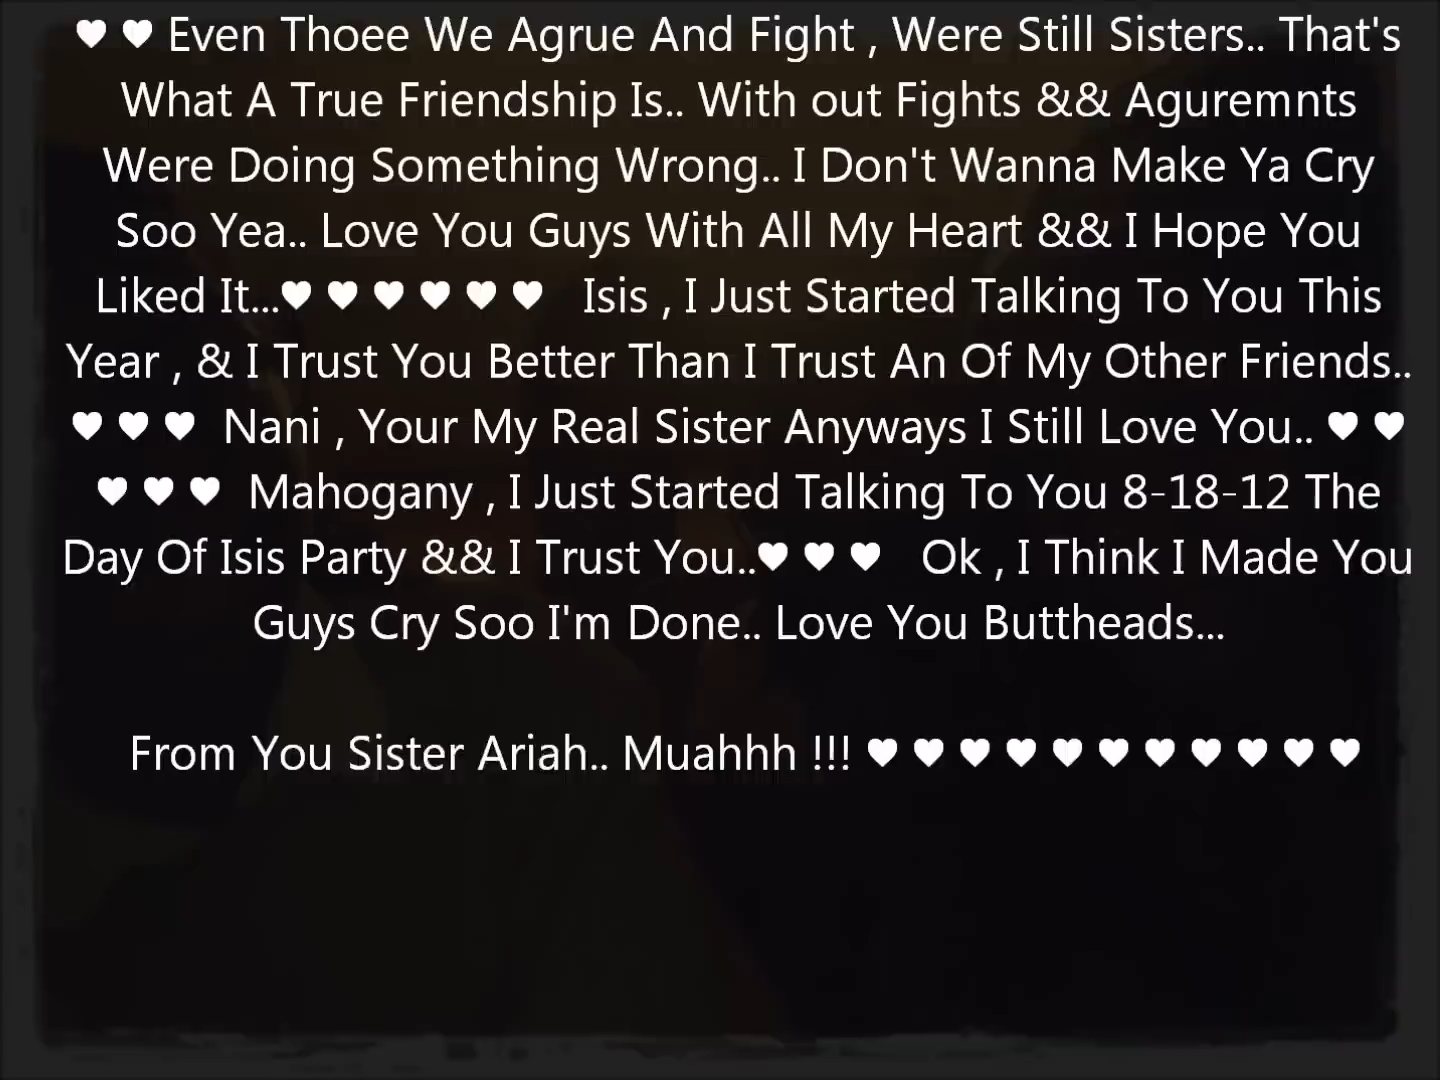 ♥ ♥ Even Thoee We Agrue And Fight , Were Still Sisters.. That's
What A True Friendship Is.. With out Fights && Aguremnts
Were Doing Something Wrong.. I Don't Wanna Make Ya Cry
Soo Yea.. Love You Guys With All My Heart && I Hope You
Liked It...♥ ♥ ♥ ♥ ♥ ♥   Isis , I Just Started Talking To You This
Year , & I Trust You Better Than I Trust An Of My Other Friends..
♥ ♥ ♥  Nani , Your My Real Sister Anyways I Still Love You.. ♥ ♥
♥ ♥ ♥  Mahogany , I Just Started Talking To You 8-18-12 The
Day Of Isis Party && I Trust You..♥ ♥ ♥   Ok , I Think I Made You
Guys Cry Soo I'm Done.. Love You Buttheads...
From You Sister Ariah.. Muahhh !!! ♥ ♥ ♥ ♥ ♥ ♥ ♥ ♥ ♥ ♥ ♥